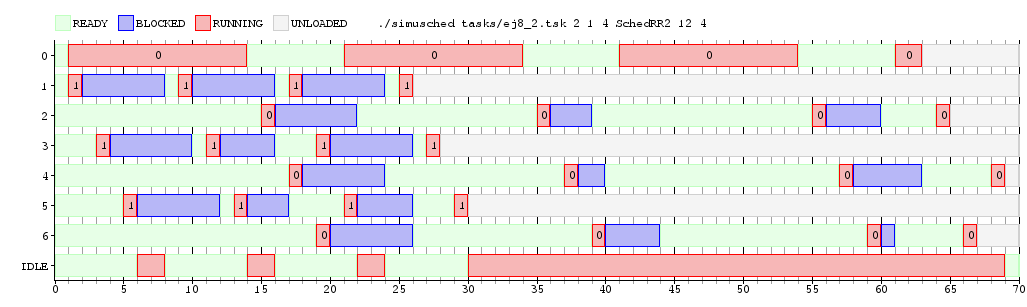 READY BLOCKED RUNNING UNLOADED ./simusched tasks/ej8_2.tsk 2 1 4 SchedRR2 12 4
0 0 0 0 0
1 1 1 1 1
2 0 0 0 0
3 1 1 1 1
4 0 0 0 0
5 1 1 1 1
6 0 0 0 0
IDLE
0 5 10 15 20 25 30 35 40 45 50 55 60 65 70